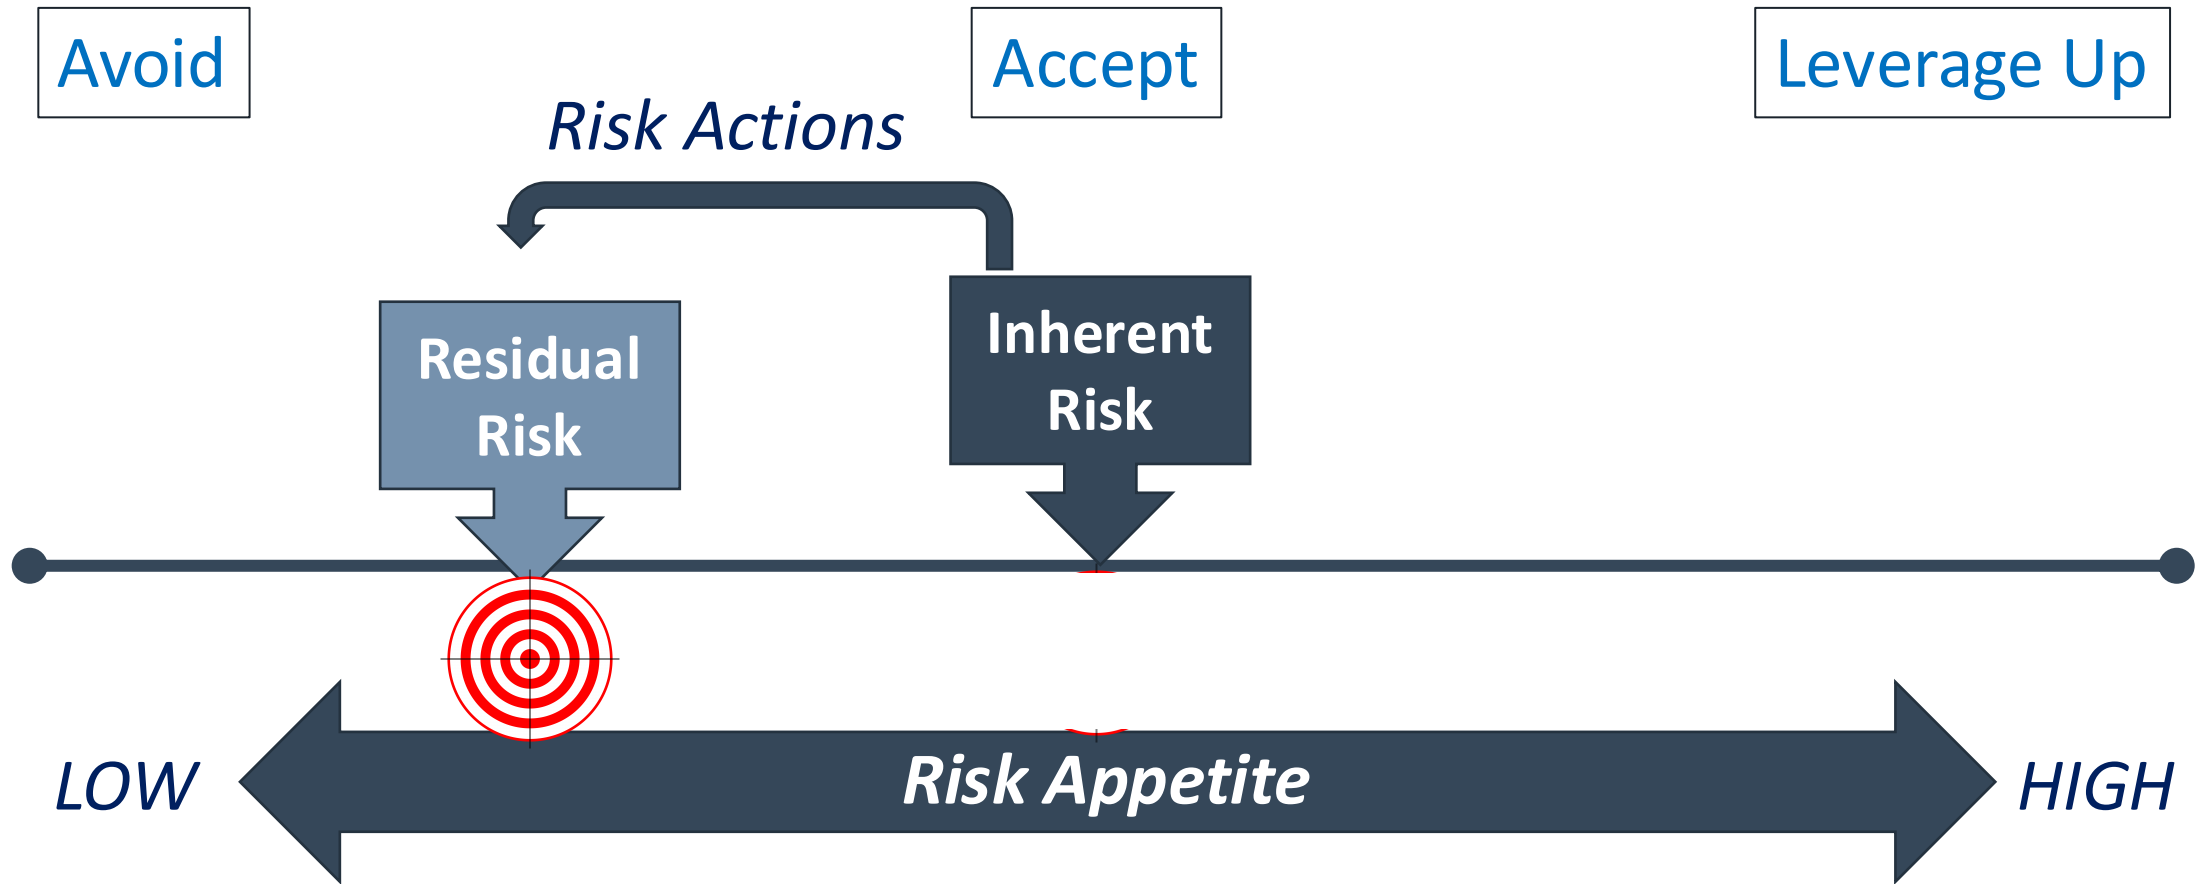 Avoid
Accept
Leverage Up
Risk Actions
Residual
Risk
Inherent
Risk
LOW
Risk Appetite
HIGH